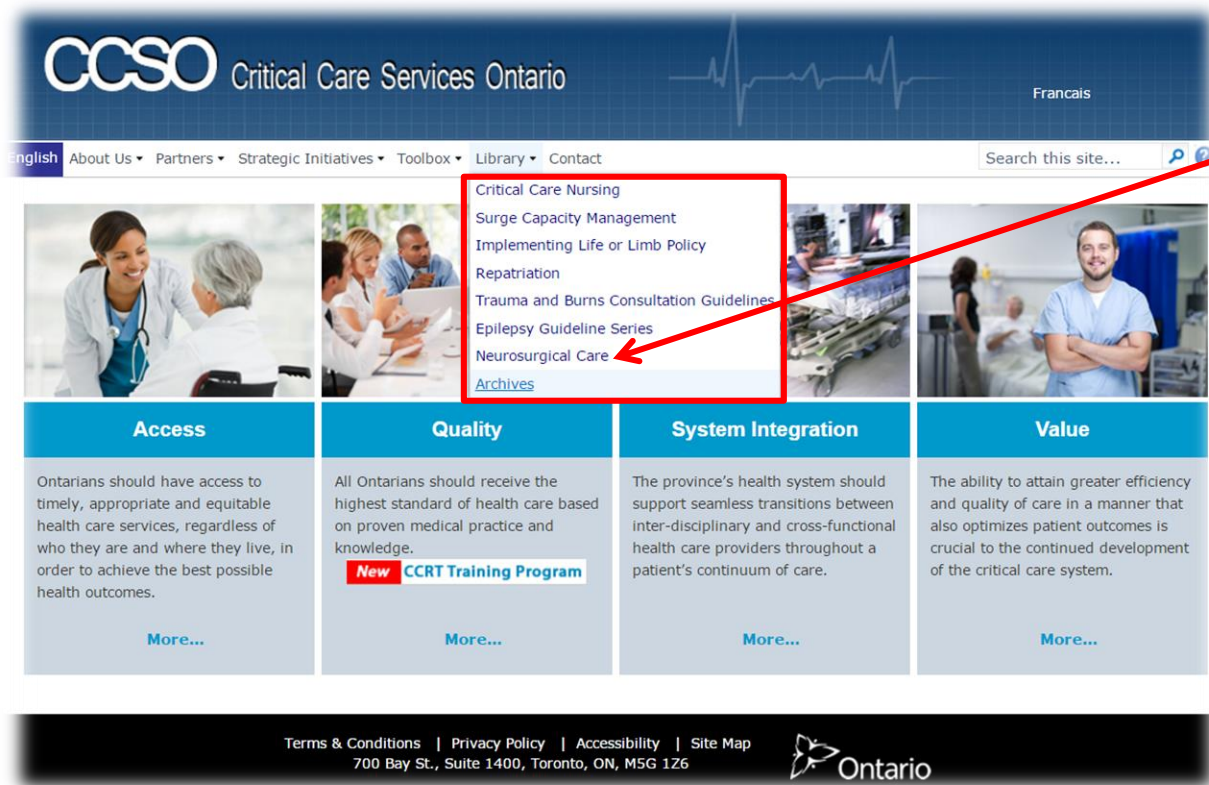 CCSO Critical Care Services Ontario
Francais
English About Us Partners Strategic Initiatives Toolbox Library Contact
Search this site...
Critical Care Nursing
Surge Capacity Management
Implementing Life or Limb Policy
Repatriation
Trauma and Burns Consultation Guidelines
Epilepsy Guideline Series
Neurosurgical Care
Archives
Access
Ontarians should have access to
timely, appropriate and equitable
health care services, regardless of
who they are and where they live, in
order to achieve the best possible
health outcomes.
More...
Quality
All Ontarians should receive the
highest standard of health care based
on proven medical practice and
knowledge.
New CCRT Training Program
More...
System Integration
The province's health system should
support seamless transitions between
inter-disciplinary and cross-functional
health care providers throughout a
patient's continuum of care.
More...
Value
The ability to attain greater efficiency
and quality of care in a manner that
also optimizes patient outcomes is
crucial to the continued development
of the critical care system.
More...
Terms & Conditions | Privacy Policy | Accessibility | Site Map
700 Bay St., Suite 1400, Toronto, ON, M5G 1Z6
Ontario